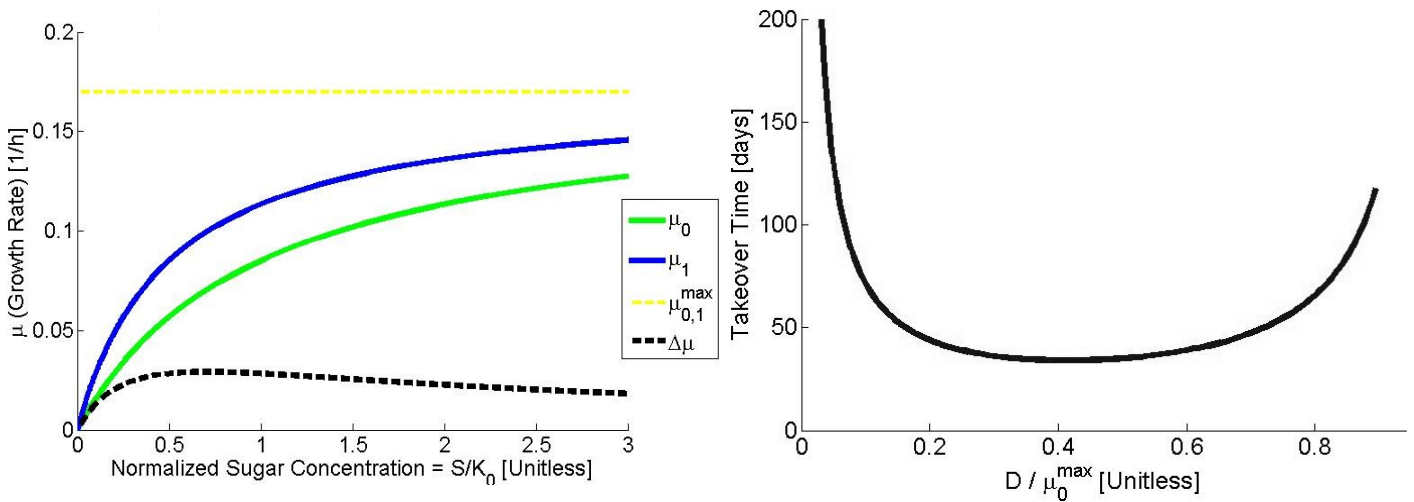 0.2
0.15
0.1
0.05
0
μ (Growth Rate) [1/h]
0 0.5 1 1.5 2 2.5 3
Normalized Sugar Concentration = S/K₀ [Unitless]
μ₀
μ₁
μ₀,₁ᵐᵃˣ
Δμ
200
150
100
50
0
Takeover Time [days]
0 0.2 0.4 0.6 0.8
D / μ₀ᵐᵃˣ [Unitless]